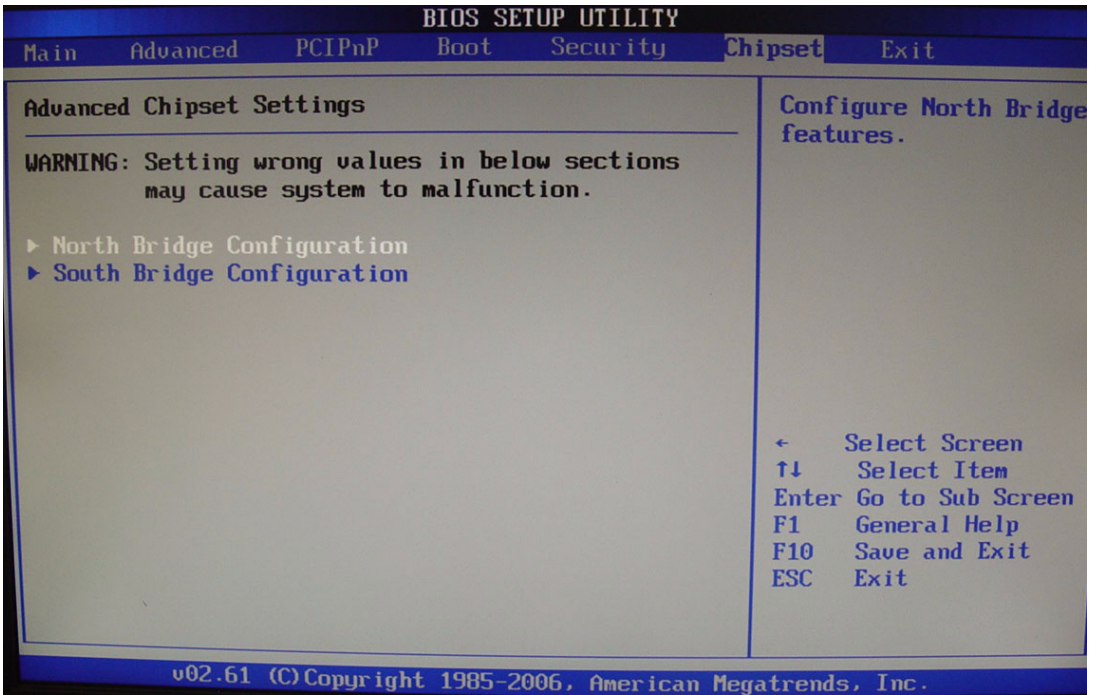 BIOS SETUP UTILITY
Main Advanced PCIPnP Boot Security Chipset Exit
Advanced Chipset Settings
WARNING: Setting wrong values in below sections
may cause system to malfunction.
▶ North Bridge Configuration
▶ South Bridge Configuration
Configure North Bridge
features.
← Select Screen
↑↓ Select Item
Enter Go to Sub Screen
F1 General Help
F10 Save and Exit
ESC Exit
v02.61 (C)Copyright 1985-2006, American Megatrends, Inc.